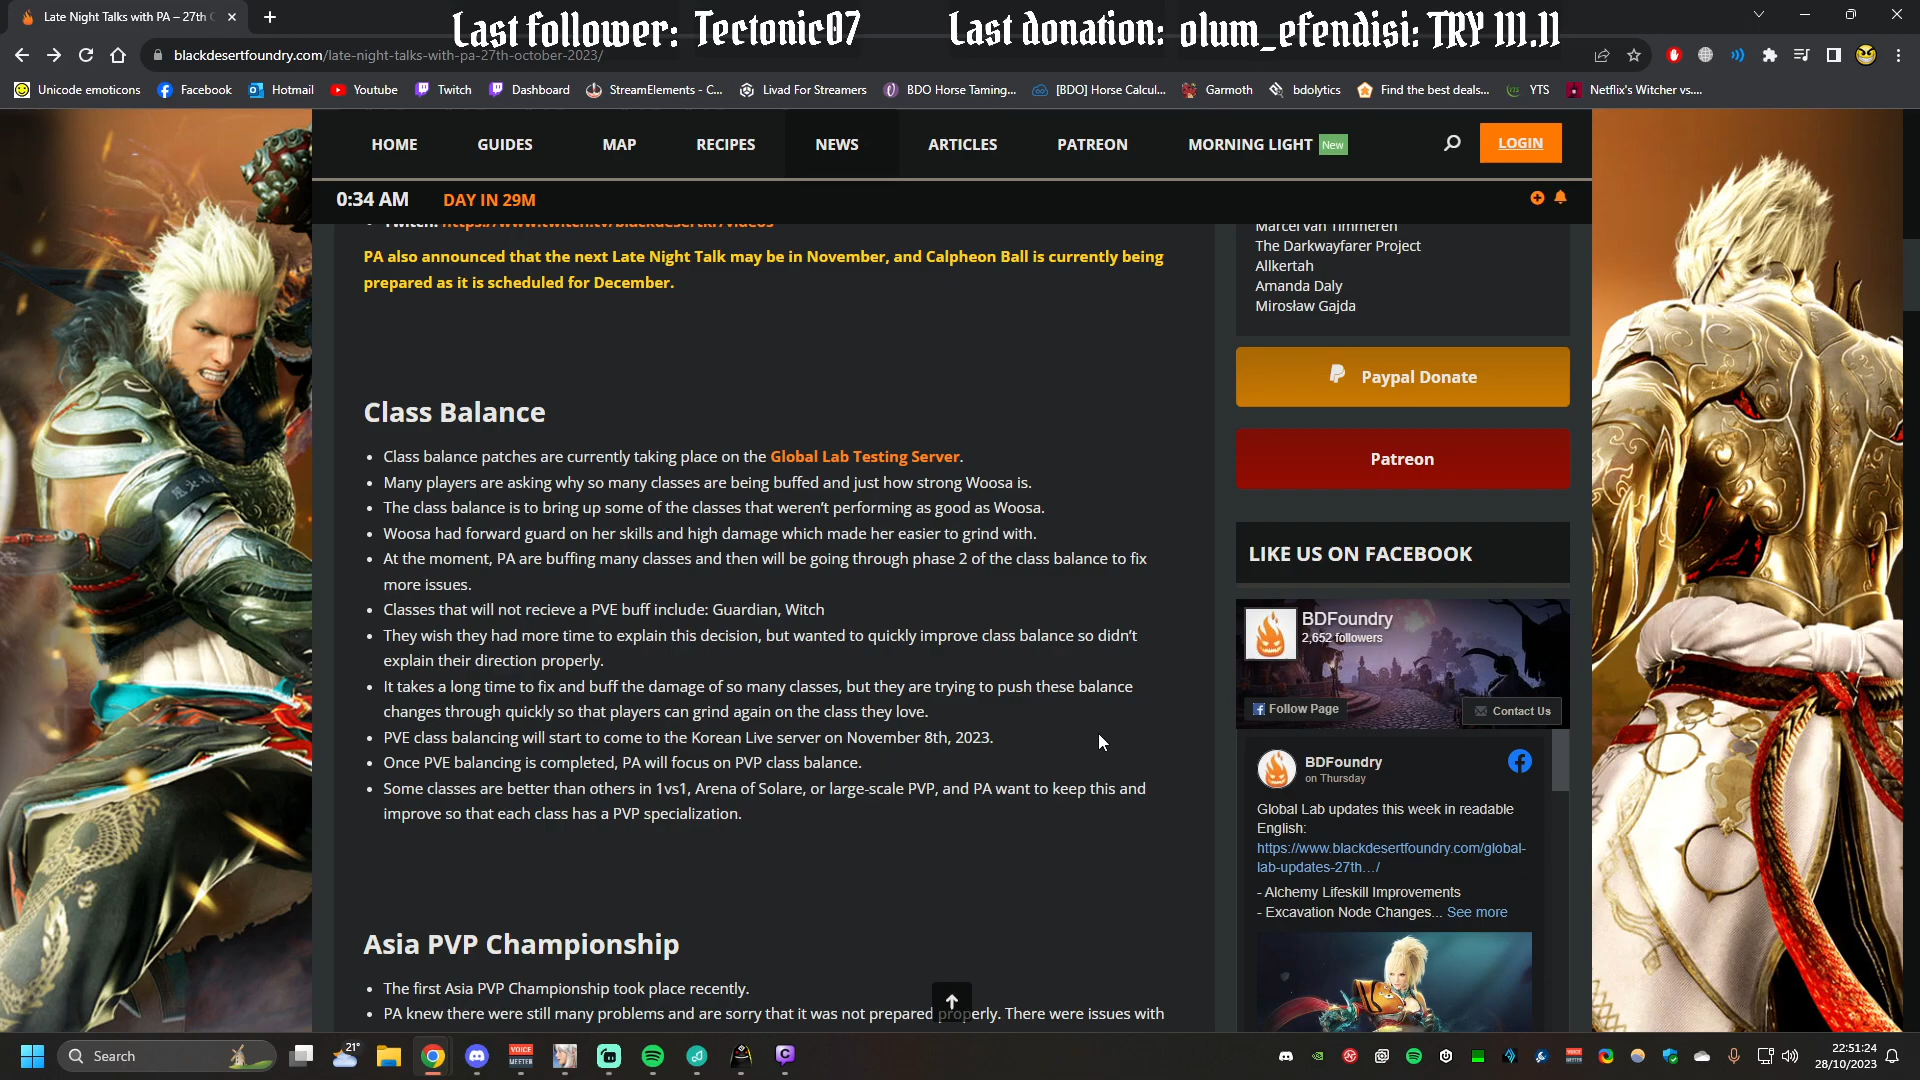 Late Night Talks with PA – 27th
Last follower: Tectonic07
Last donation: olum_efendisi: TRY 111.11
blackdesertfoundry.com/late-night-talks-with-pa-27th-october-2023/
Unicode emoticons
Facebook
Hotmail
Youtube
Twitch
Dashboard
StreamElements - C...
Livad For Streamers
BDO Horse Taming...
[BDO] Horse Calcul...
Garmoth
bdolytics
Find the best deals...
YTS
Netflix's Witcher vs....
HOME
GUIDES
MAP
RECIPES
NEWS
ARTICLES
PATREON
MORNING LIGHT New
LOGIN
0:34 AM
DAY IN 29M
Twitch: https://www.twitch.tv/blackdesertkr/videos
PA also announced that the next Late Night Talk may be in November, and Calpheon Ball is currently being
prepared as it is scheduled for December.
Class Balance
• Class balance patches are currently taking place on the Global Lab Testing Server.
• Many players are asking why so many classes are being buffed and just how strong Woosa is.
• The class balance is to bring up some of the classes that weren't performing as good as Woosa.
• Woosa had forward guard on her skills and high damage which made her easier to grind with.
• At the moment, PA are buffing many classes and then will be going through phase 2 of the class balance to fix
more issues.
• Classes that will not recieve a PVE buff include: Guardian, Witch
• They wish they had more time to explain this decision, but wanted to quickly improve class balance so didn't
explain their direction properly.
• It takes a long time to fix and buff the damage of so many classes, but they are trying to push these balance
changes through quickly so that players can grind again on the class they love.
• PVE class balancing will start to come to the Korean Live server on November 8th, 2023.
• Once PVE balancing is completed, PA will focus on PVP class balance.
• Some classes are better than others in 1vs1, Arena of Solare, or large-scale PVP, and PA want to keep this and
improve so that each class has a PVP specialization.
Asia PVP Championship
• The first Asia PVP Championship took place recently.
• PA knew there were still many problems and are sorry that it was not prepared properly. There were issues with
Marcel van Timmeren
The Darkwayfarer Project
Allkertah
Amanda Daly
Mirosław Gajda
Paypal Donate
Patreon
LIKE US ON FACEBOOK
BDFoundry
2,652 followers
Follow Page
Contact Us
BDFoundry
on Thursday
Global Lab updates this week in readable
English:
https://www.blackdesertfoundry.com/global-
lab-updates-27th.../
- Alchemy Lifeskill Improvements
- Excavation Node Changes... See more
Search
21°
VOICE
MEETER
22:51:24
28/10/2023